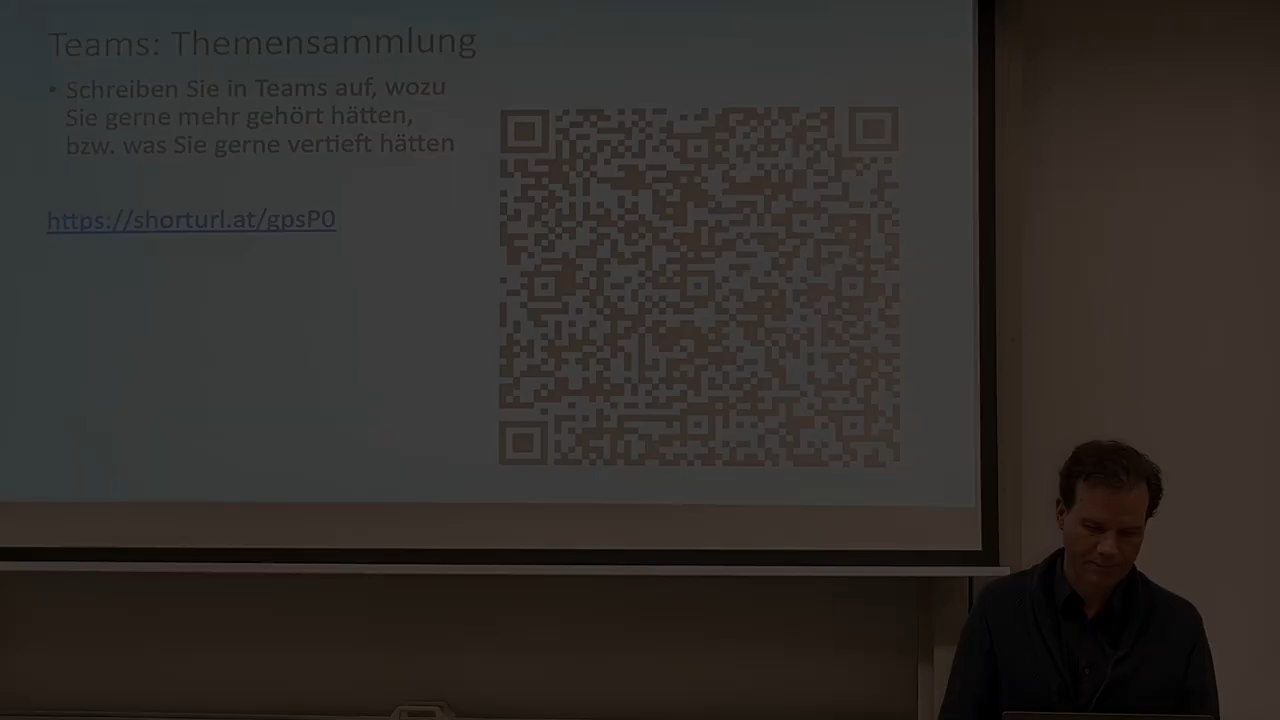 Teams: Themensammlung
• Schreiben Sie in Teams auf, wozu
Sie gerne mehr gehört hätten,
bzw. was Sie gerne vertieft hätten
https://shorturl.at/gpsP0